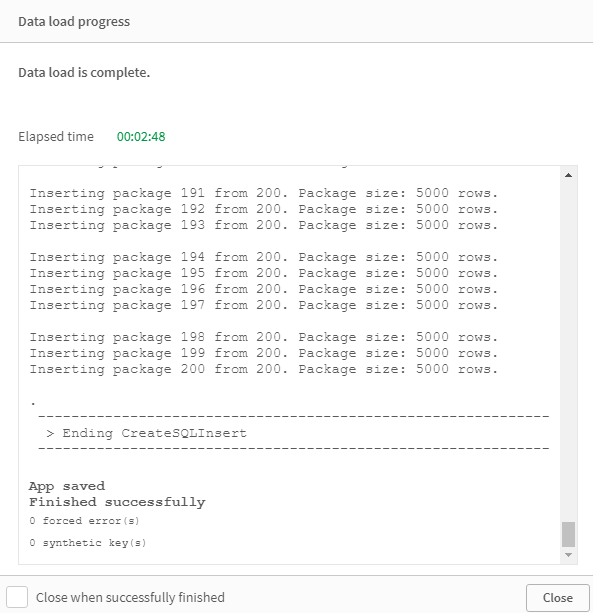 Data load progress
Data load is complete.
Elapsed time 00:02:48
Inserting package 191 from 200. Package size: 5000 rows.
Inserting package 192 from 200. Package size: 5000 rows.
Inserting package 193 from 200. Package size: 5000 rows.
Inserting package 194 from 200. Package size: 5000 rows.
Inserting package 195 from 200. Package size: 5000 rows.
Inserting package 196 from 200. Package size: 5000 rows.
Inserting package 197 from 200. Package size: 5000 rows.
Inserting package 198 from 200. Package size: 5000 rows.
Inserting package 199 from 200. Package size: 5000 rows.
Inserting package 200 from 200. Package size: 5000 rows.
.
--------------------------------------------------------------
> Ending CreateSQLInsert
--------------------------------------------------------------
App saved
Finished successfully
0 forced error(s)
0 synthetic key(s)
Close when successfully finished
Close